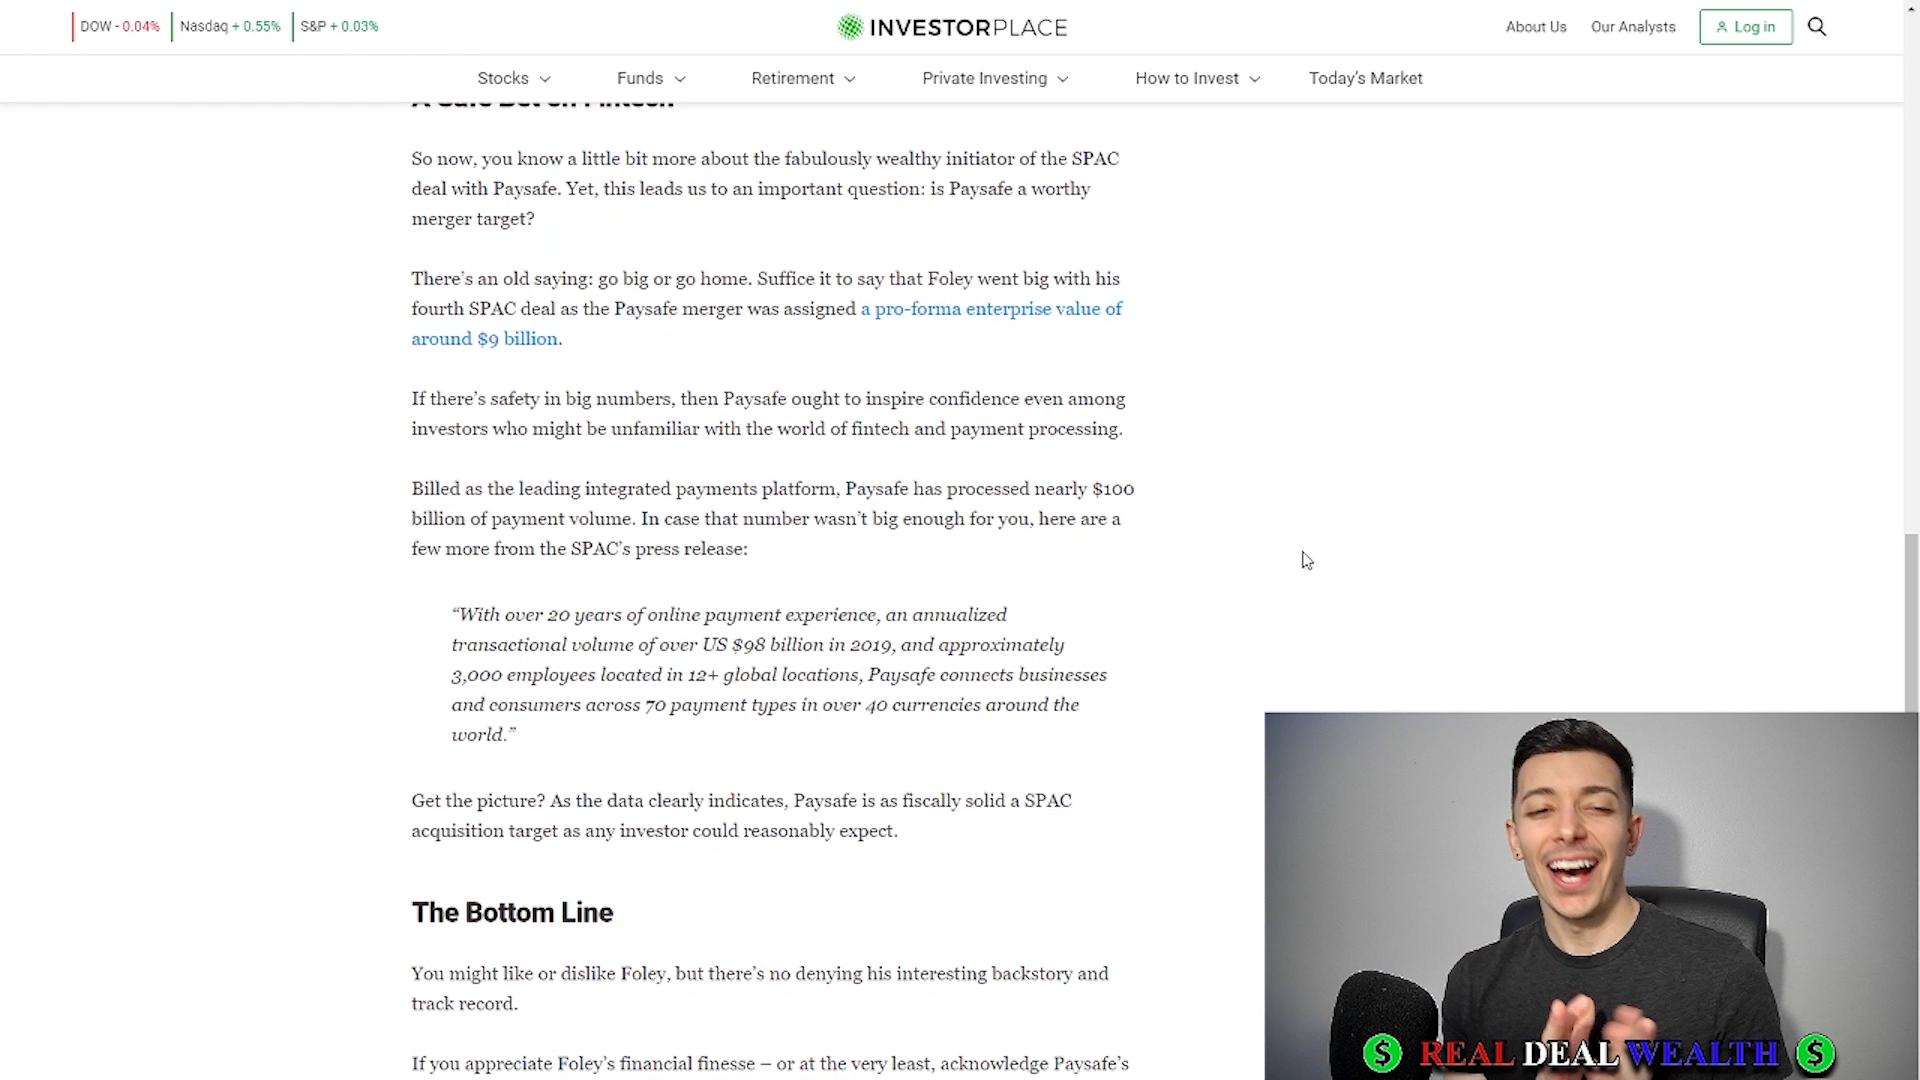 DOW - 0.04% Nasdaq + 0.55% S&P + 0.03%
INVESTORPLACE
About Us Our Analysts Log in
Stocks Funds Retirement Private Investing How to Invest Today's Market
A Safe Bet on Fintech
So now, you know a little bit more about the fabulously wealthy initiator of the SPAC
deal with Paysafe. Yet, this leads us to an important question: is Paysafe a worthy
merger target?
There's an old saying: go big or go home. Suffice it to say that Foley went big with his
fourth SPAC deal as the Paysafe merger was assigned a pro-forma enterprise value of
around $9 billion.
If there's safety in big numbers, then Paysafe ought to inspire confidence even among
investors who might be unfamiliar with the world of fintech and payment processing.
Billed as the leading integrated payments platform, Paysafe has processed nearly $100
billion of payment volume. In case that number wasn't big enough for you, here are a
few more from the SPAC's press release:
“With over 20 years of online payment experience, an annualized
transactional volume of over US $98 billion in 2019, and approximately
3,000 employees located in 12+ global locations, Paysafe connects businesses
and consumers across 70 payment types in over 40 currencies around the
world.”
Get the picture? As the data clearly indicates, Paysafe is as fiscally solid a SPAC
acquisition target as any investor could reasonably expect.
The Bottom Line
You might like or dislike Foley, but there's no denying his interesting backstory and
track record.
If you appreciate Foley's financial finesse – or at the very least, acknowledge Paysafe's
$ REAL DEAL WEALTH $